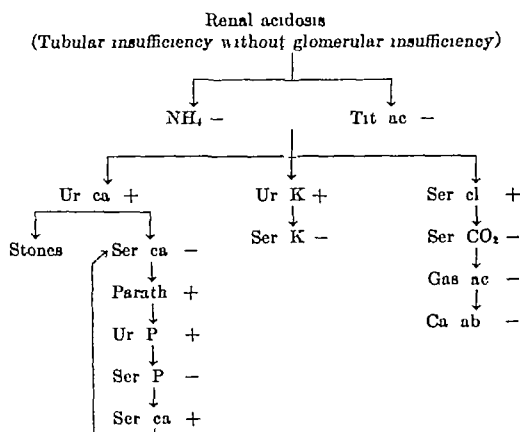 Renal acidosis
(Tubular insufficiency without glomerular insufficiency)
NH₄ − Tit ac −
Ur ca + Ur K + Ser cl +
Stones Ser ca − Ser K − Ser CO₂ −
Parath + Gas ac −
Ur P + Ca ab −
Ser P −
Ser ca +